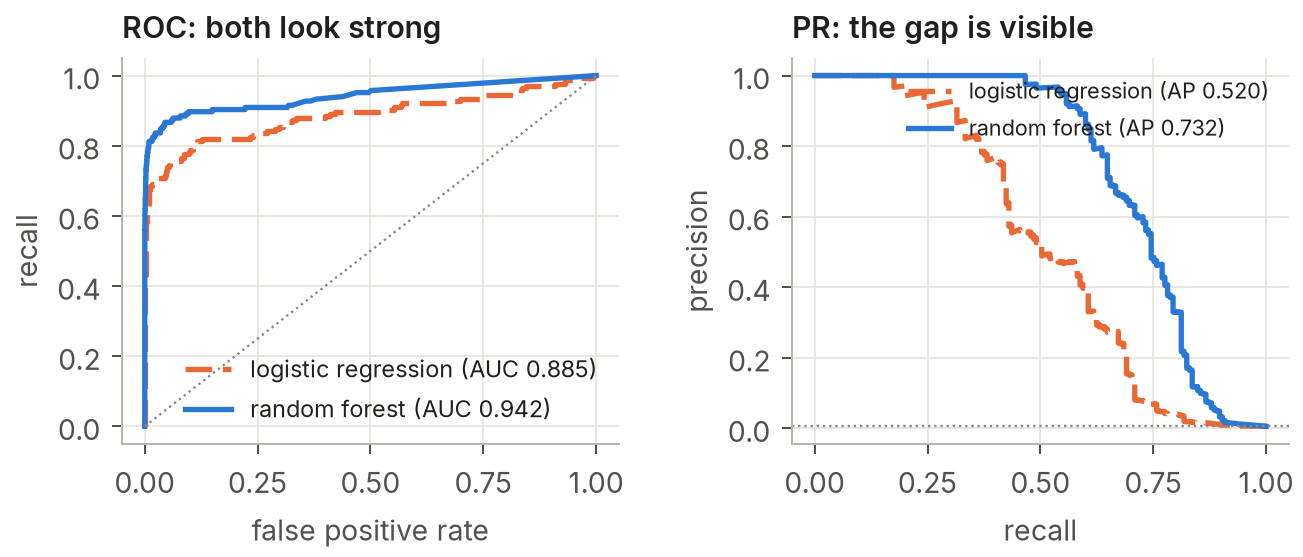 ROC: both look strong
recall
1.0
0.8
0.6
0.4
0.2
0.0
logistic regression (AUC 0.885)
random forest (AUC 0.942)
0.00 0.25 0.50 0.75 1.00
false positive rate
PR: the gap is visible
precision
1.0
0.8
0.6
0.4
0.2
0.0
logistic regression (AP 0.520)
random forest (AP 0.732)
0.00 0.25 0.50 0.75 1.00
recall